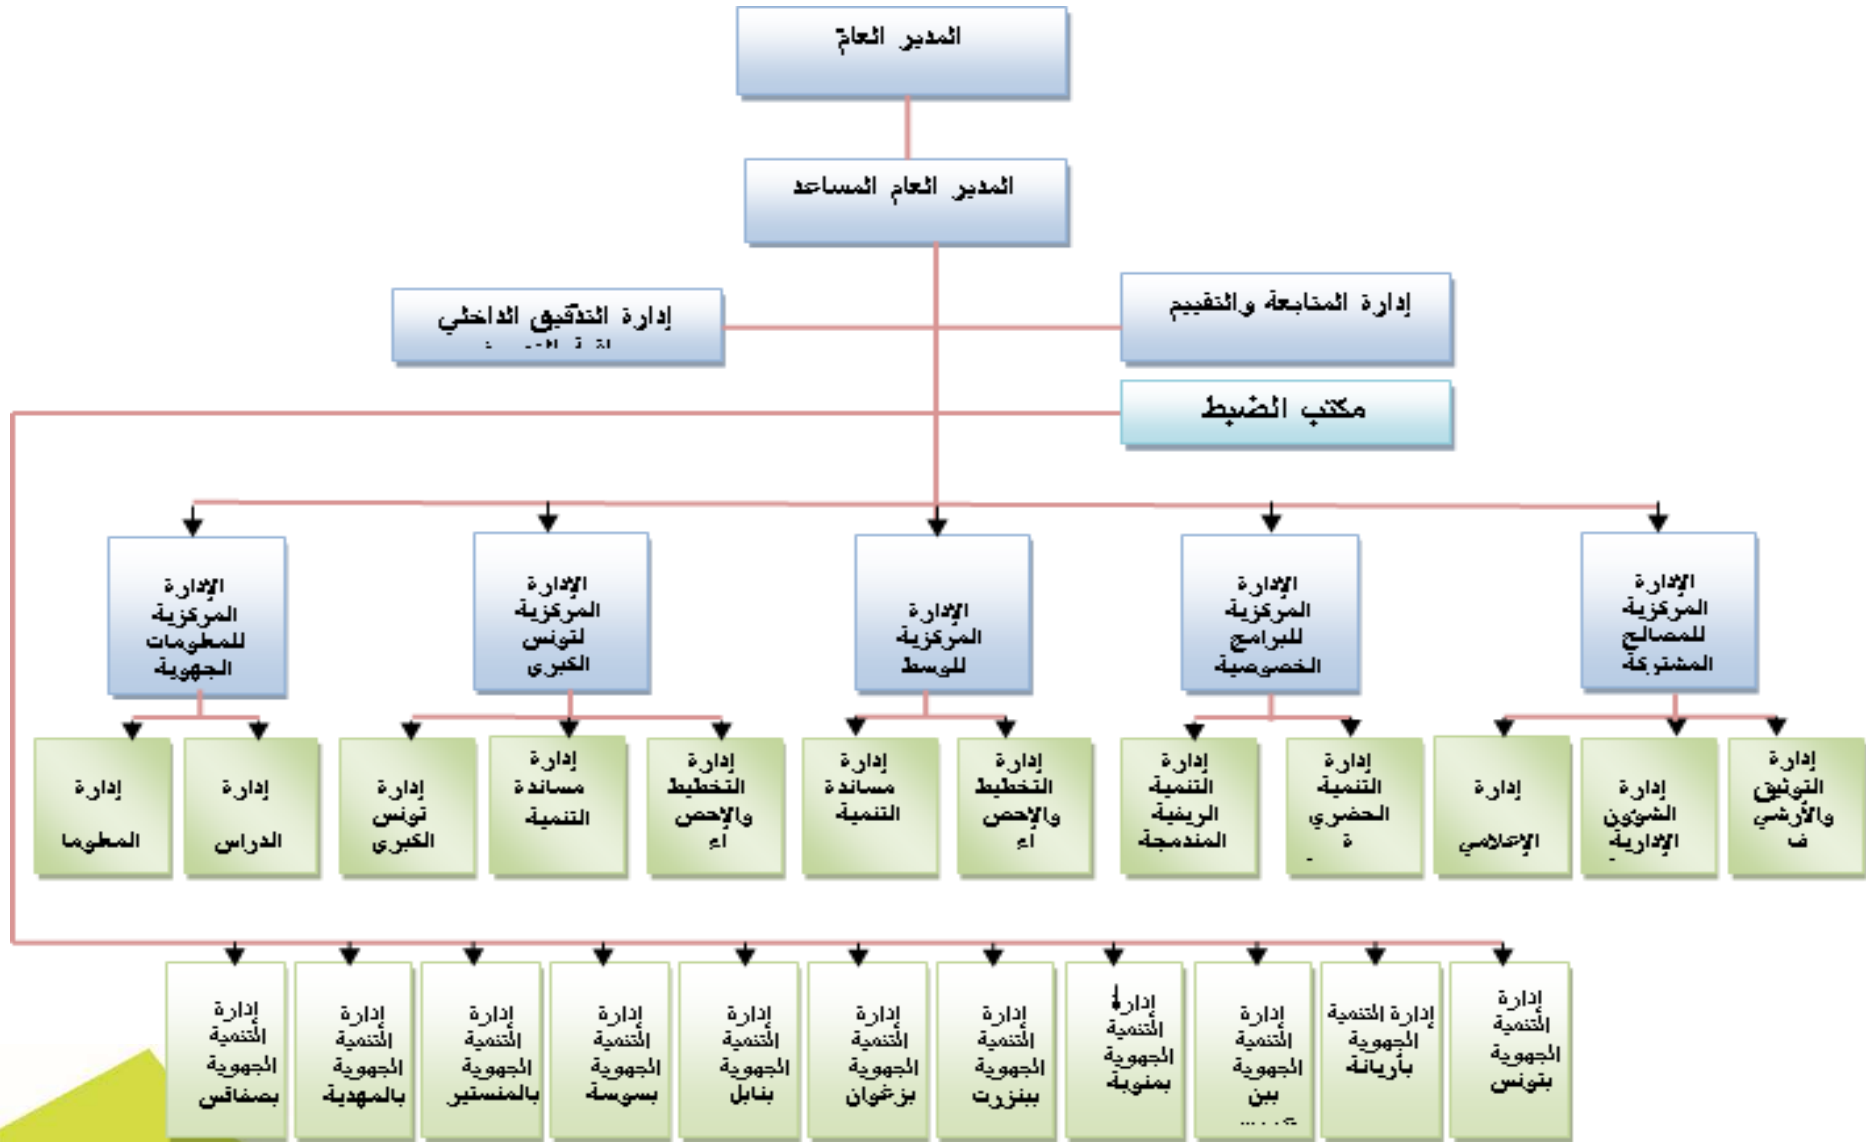 المدير العام
المدير العام المساعد
إدارة المتابعة والتقييم
إدارة التدقيق الداخلي
مكتب الضبط
الإدارة
المركزية
للمصالح
المشتركة
الإدارة
المركزية
للبرامج
الخصوصية
الإدارة
المركزية
للوسط
الإدارة
المركزية
لتونس
الكبرى
الإدارة
المركزية
للمعلومات
الجهوية
إدارة
التوثيق
والأرشي
ف
إدارة
الشؤون
الإدارية
إدارة
الإعلامي
إدارة
التنمية
الحضري
ة
إدارة
التنمية
الريفية
المندمجة
إدارة
التخطيط
والإحص
اء
إدارة
مساندة
التنمية
إدارة
التخطيط
والإحص
اء
إدارة
مساندة
التنمية
إدارة
تونس
الكبرى
إدارة
الدراس
إدارة
المعلوما
إدارة
التنمية
الجهوية
بتونس
إدارة التنمية
الجهوية
بأريانة
إدارة
التنمية
الجهوية
ببن
إدارة
التنمية
الجهوية
بمنوبة
إدارة
التنمية
الجهوية
ببنزرت
إدارة
التنمية
الجهوية
بزغوان
إدارة
التنمية
الجهوية
بنابل
إدارة
التنمية
الجهوية
بسوسة
إدارة
التنمية
الجهوية
بالمنستير
إدارة
التنمية
الجهوية
بالمهدية
إدارة
التنمية
الجهوية
بصفاقس